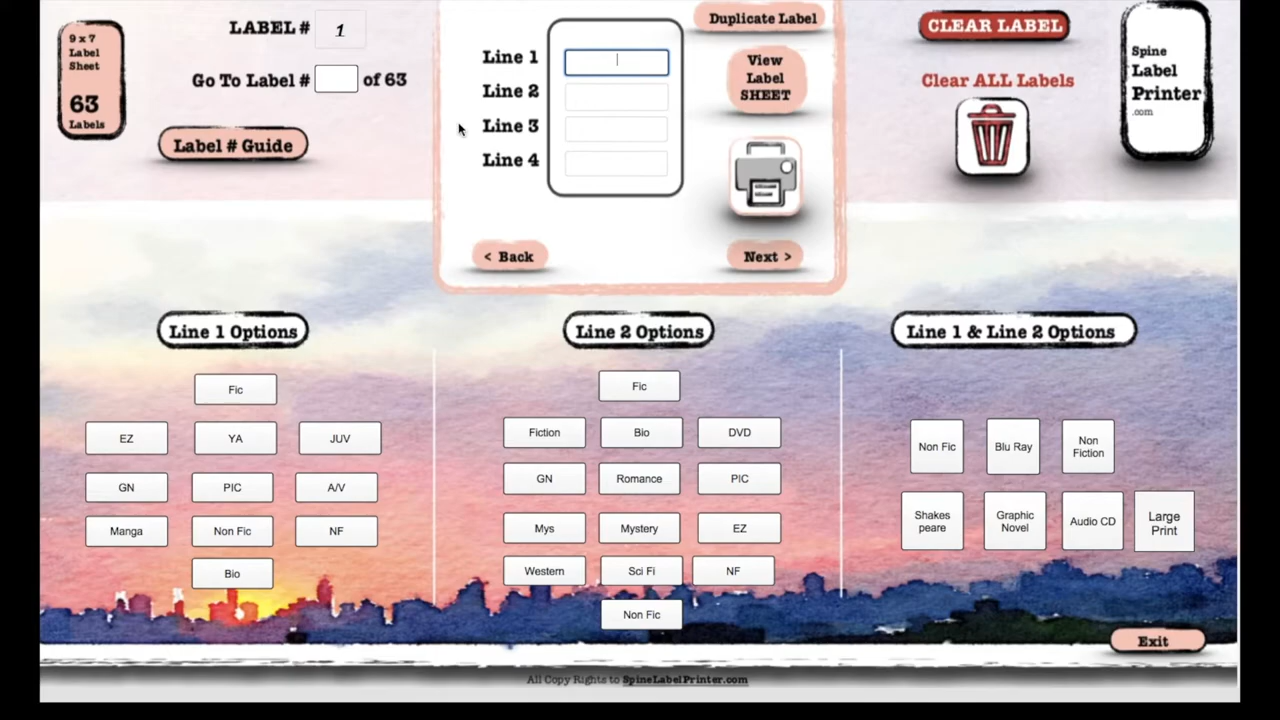 9 x 7
Label
Sheet
63
Labels
LABEL # 1
Go To Label # of 63
Label # Guide
Line 1
Line 2
Line 3
Line 4
Duplicate Label
View
Label
SHEET
< Back
Next >
CLEAR LABEL
Clear ALL Labels
Spine
Label
Printer
.com
Line 1 Options
Fic
EZ YA JUV
GN PIC A/V
Manga Non Fic NF
Bio
Line 2 Options
Fic
Fiction Bio DVD
GN Romance PIC
Mys Mystery EZ
Western Sci Fi NF
Non Fic
Line 1 & Line 2 Options
Non Fic
Blu Ray
Non
Fiction
Shakes
peare
Graphic
Novel
Audio CD
Large
Print
Exit
All Copy Rights to SpineLabelPrinter.com